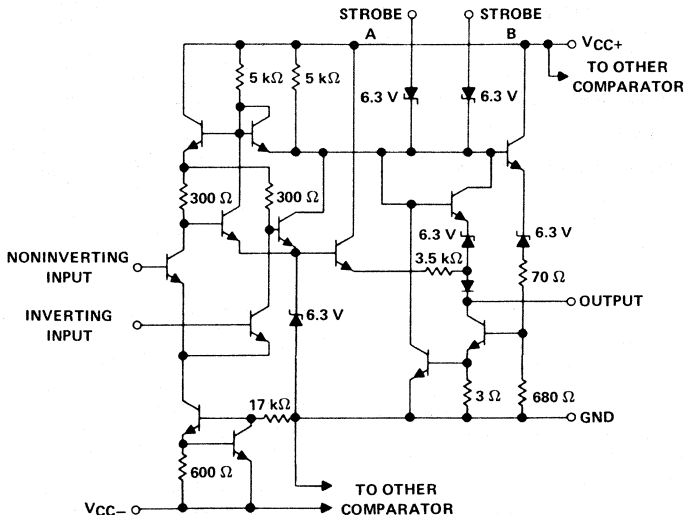 STROBE
A
STROBE
B
VCC+
TO OTHER
COMPARATOR
5 kΩ
5 kΩ
6.3 V
6.3 V
300 Ω
300 Ω
NONINVERTING
INPUT
6.3 V
6.3 V
3.5 kΩ
70 Ω
OUTPUT
INVERTING
INPUT
6.3 V
17 kΩ
3 Ω
680 Ω
GND
600 Ω
TO OTHER
COMPARATOR
VCC−